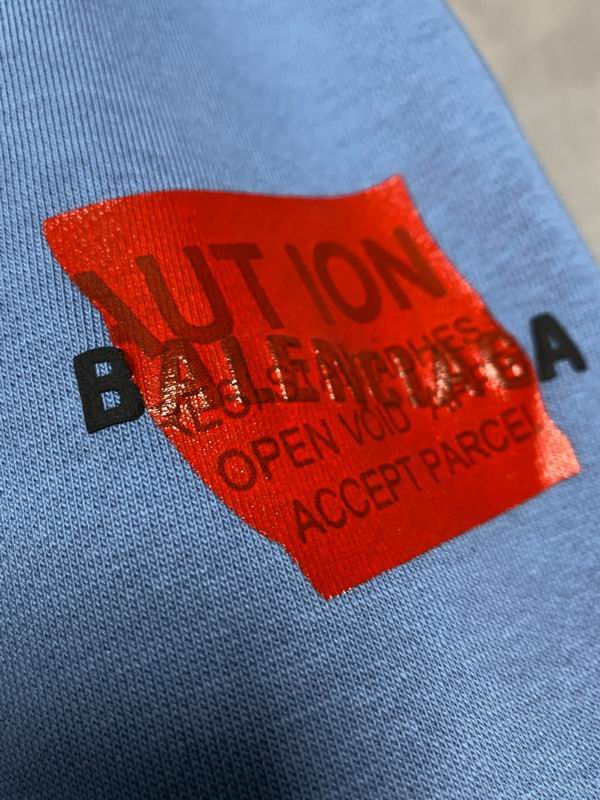 AUTION
BALENCIAGA
OPEN VOID
ACCEPT PARCEL